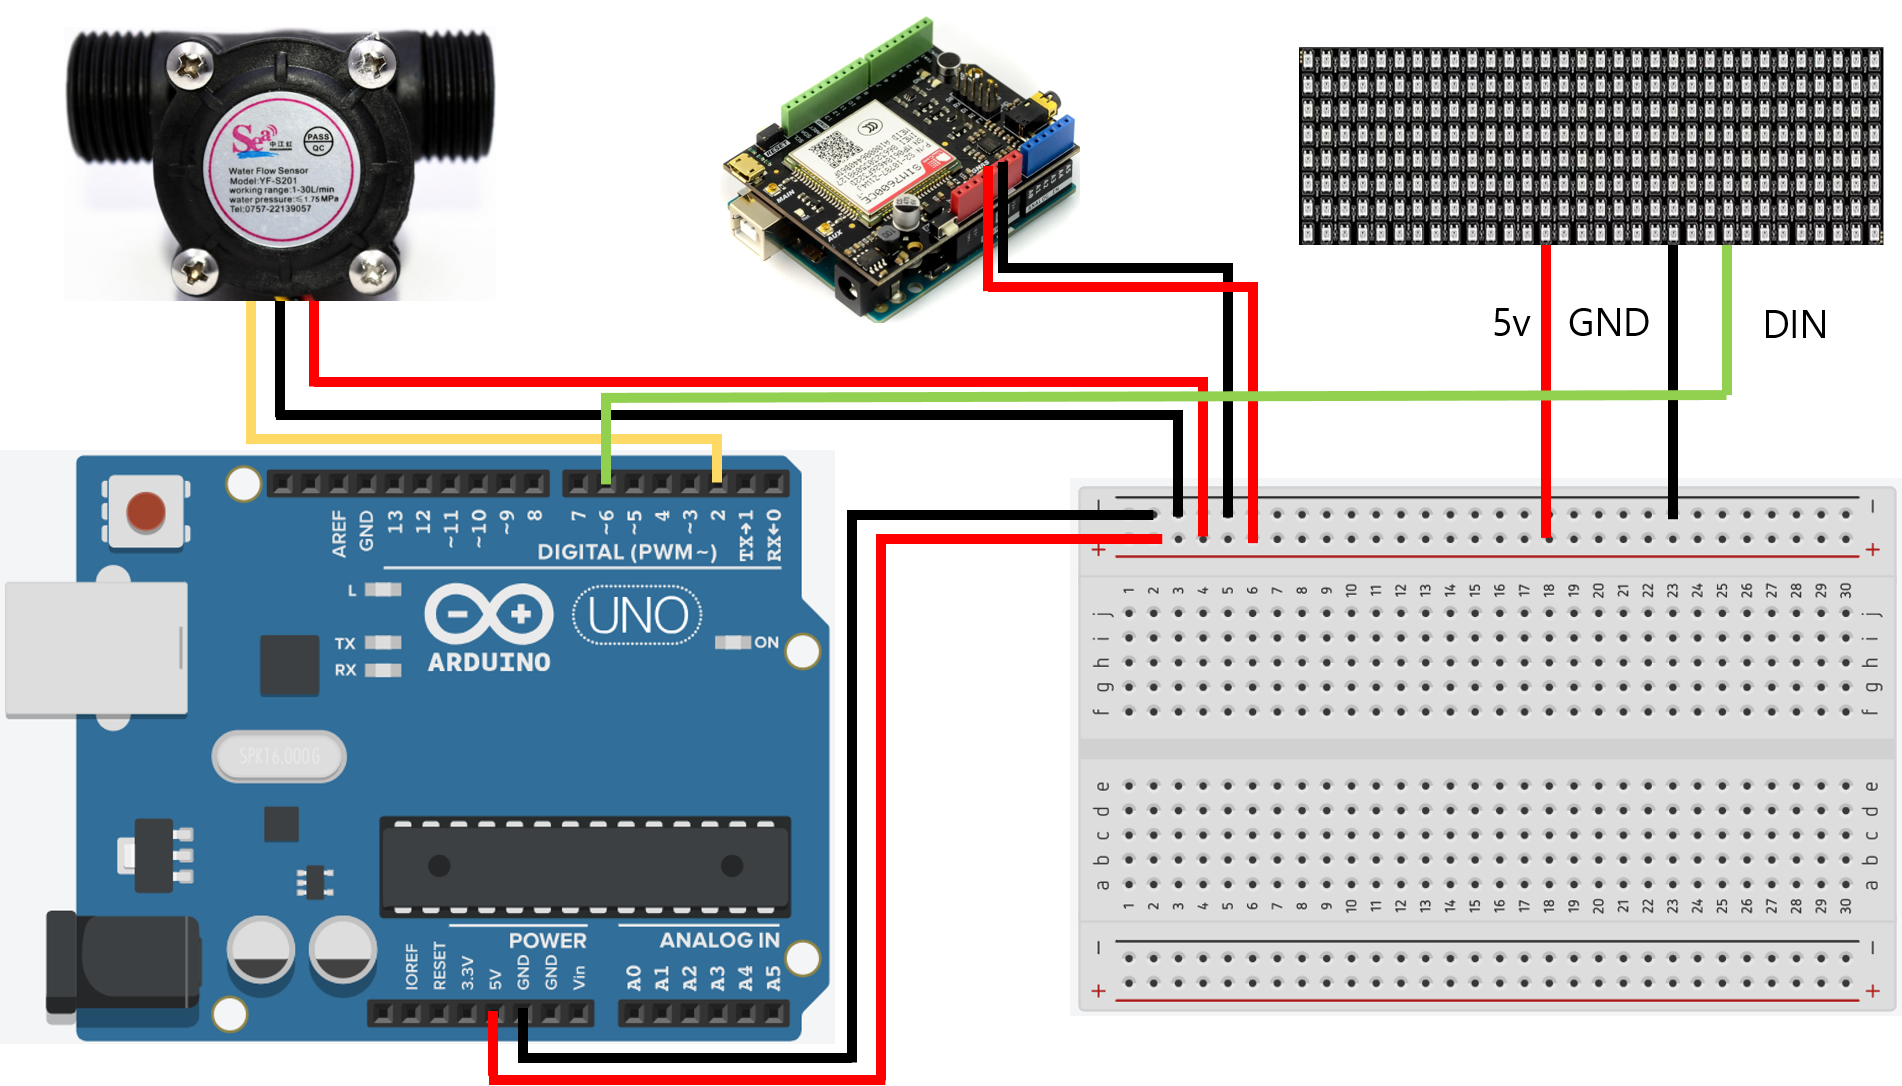 Sea
中江虹
PASS
QC
Water Flow Sensor
Model:YF-S201
working range:1-30L/min
water pressure:≤1.75MPa
Tel:0757-22139057
SIM7600CE
MAIN
AUX
5v GND DIN
AREF GND 13 12 ~11 ~10 ~9 8 7 ~6 ~5 4 ~3 2 TX→1 RX←0
DIGITAL (PWM~)
L
TX
RX
UNO
ARDUINO
ON
SPK16.000G
POWER
ANALOG IN
IOREF RESET 3.3V 5V GND GND Vin A0 A1 A2 A3 A4 A5
− −
+ +
1 2 3 4 5 6 7 8 9 10 11 12 13 14 15 16 17 18 19 20 21 22 23 24 25 26 27 28 29 30
j j
i i
h h
g g
f f
e e
d d
c c
b b
a a
1 2 3 4 5 6 7 8 9 10 11 12 13 14 15 16 17 18 19 20 21 22 23 24 25 26 27 28 29 30
− −
+ +